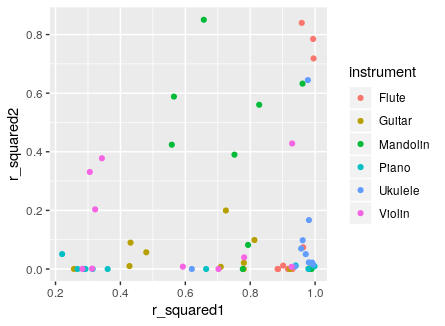 0.8
0.6
0.4
0.2
0.0
r_squared2
0.2
0.4
0.6
0.8
1.0
r_squared1
instrument
Flute
Guitar
Mandolin
Piano
Ukulele
Violin